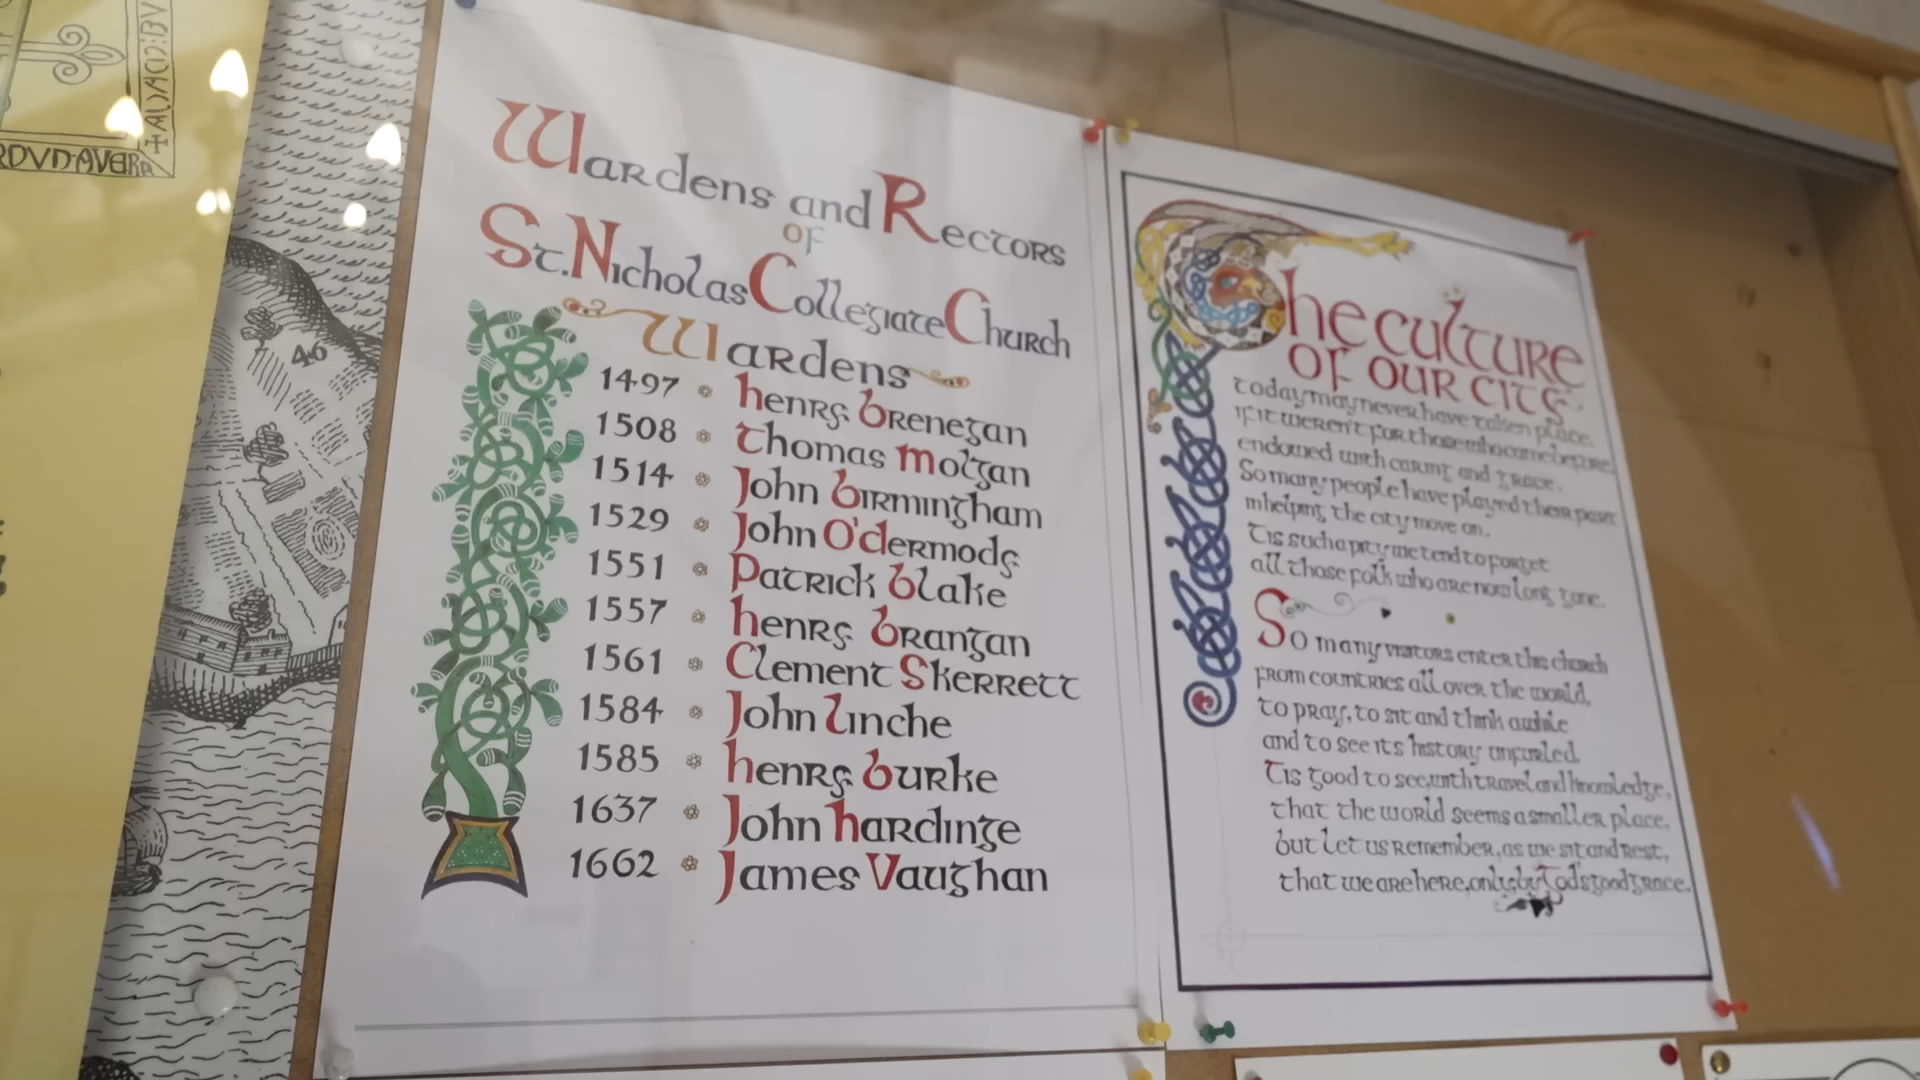 RDVN AVERA
46
Wardens and Rectors
of
St. Nicholas Collegiate Church
Wardens
1497 Henry Brenegan
1508 Thomas Molgan
1514 John Birmingham
1529 John O'Dermody
1551 Patrick Blake
1557 Henry Brangan
1561 Clement Skerrett
1584 John Linche
1585 Henry Burke
1637 John Hardinge
1662 James Vaughan
The Culture
of our City
today may never have taken place,
if it weren't for those who came before
endowed with caring and grace.
So many people have played their part
in helping the city move on.
Tis such a pity we tend to forget
all those folk who are now long gone.
So many visitors enter this church
from countries all over the world,
to pray, to sit and think awhile
and to see its history unfurled.
Tis good to see, with travel and knowledge,
that the world seems a smaller place,
but let us remember, as we sit and rest,
that we are here, only, by God's good grace.